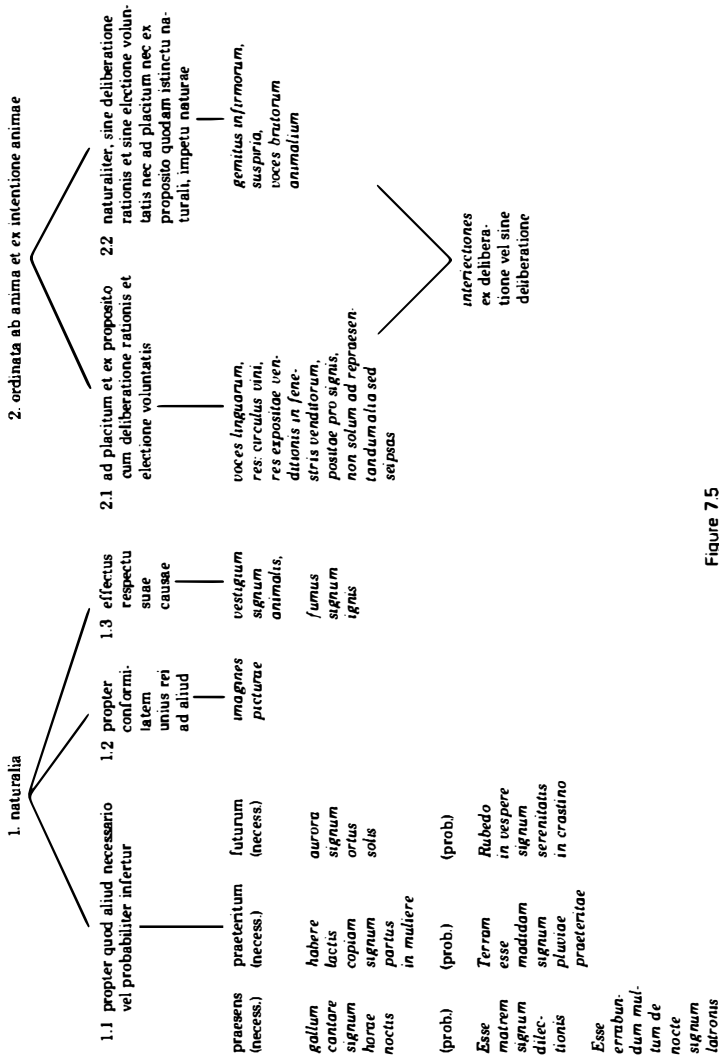 1. naturalia
1.1 propter quod aliud necessario
vel probabiliter infertur
praesens
(necess.)
gallum
cantare
signum
horae
noctis
(prob.)
Esse
matrem
signum
dilec-
tionis
Esse
errabun-
dum mul-
tum de
nocte
signum
latronis
praeteritum
(necess.)
habere
lactis
copiam
signum
partus
in muliere
(prob.)
Terram
esse
madidam
signum
pluviae
praeteritae
futurum
(necess.)
aurora
signum
ortus
solis
(prob.)
Rubedo
in vespere
signum
serenitatis
in crastino
1.2 propter
conformi-
latem
unius rei
ad aliud
imagines
picturae
1.3 effectus
respectu
suae
causae
vestigium
signum
animalis,
fumus
signum
ignis
2. ordinata ab anima et ex intentione animae
2.1 ad placitum et ex proposito
cum deliberatione rationis et
electione voluntatis
voces linguarum,
res: circulus vini,
res expositae ven-
ditionis in fene-
stris venditorum,
positae pro signis,
non solum ad repraesen-
tandum alia sed
seipsas
2.2 naturaliter, sine deliberatione
rationis et sine electione volun-
tatis nec ad placitum nec ex
proposito quodam istinctu na-
turali, impetu naturae
gemitus infirmorum,
suspiria,
voces brutorum
animalium
interiectiones
ex delibera-
tione vel sine
deliberatione
Figure 7.5